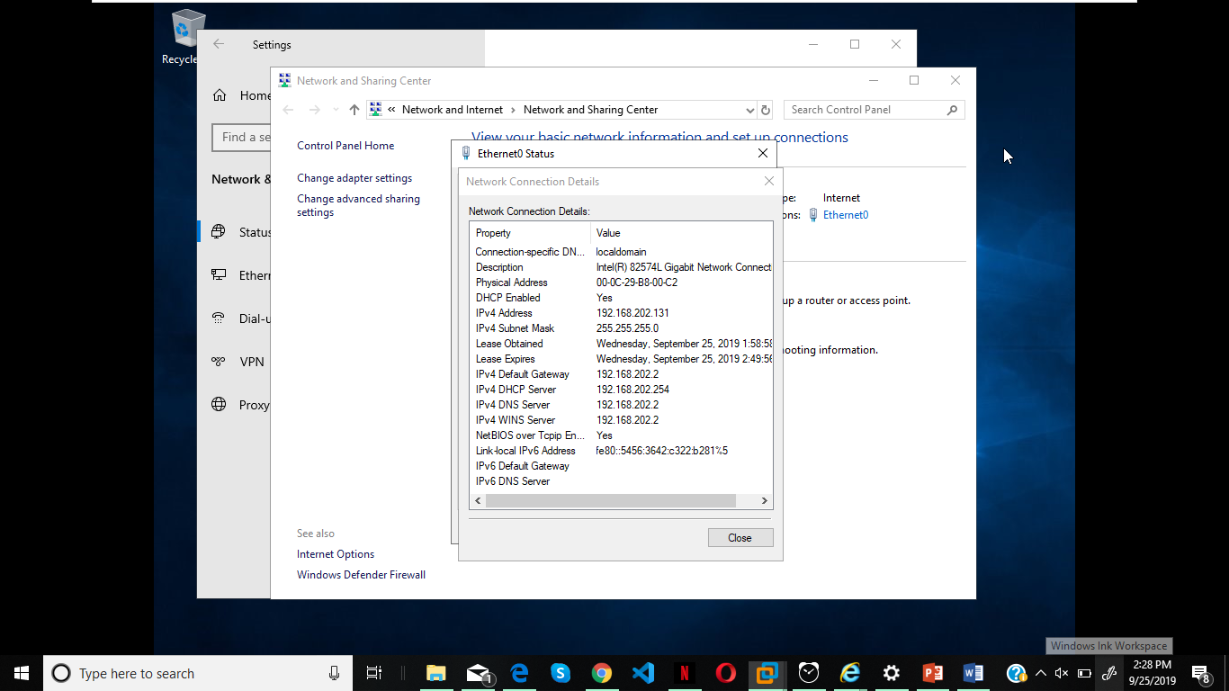 Recycle
Settings
Home
Find a se
Network &
Status
Ethern
Dial-u
VPN
Proxy
Network and Sharing Center
« Network and Internet › Network and Sharing Center
Search Control Panel
Control Panel Home
Change adapter settings
Change advanced sharing
settings
See also
Internet Options
Windows Defender Firewall
View your basic network information and set up connections
pe: Internet
ons: Ethernet0
up a router or access point.
ooting information.
Ethernet0 Status
Network Connection Details
Network Connection Details:
Property Value
Connection-specific DN... localdomain
Description Intel(R) 82574L Gigabit Network Connect
Physical Address 00-0C-29-B8-00-C2
DHCP Enabled Yes
IPv4 Address 192.168.202.131
IPv4 Subnet Mask 255.255.255.0
Lease Obtained Wednesday, September 25, 2019 1:58:58
Lease Expires Wednesday, September 25, 2019 2:49:56
IPv4 Default Gateway 192.168.202.2
IPv4 DHCP Server 192.168.202.254
IPv4 DNS Server 192.168.202.2
IPv4 WINS Server 192.168.202.2
NetBIOS over Tcpip En... Yes
Link-local IPv6 Address fe80::5456:3642:c322:b281%5
IPv6 Default Gateway
IPv6 DNS Server
Close
Windows Ink Workspace
Type here to search
1
2:28 PM
9/25/2019
8